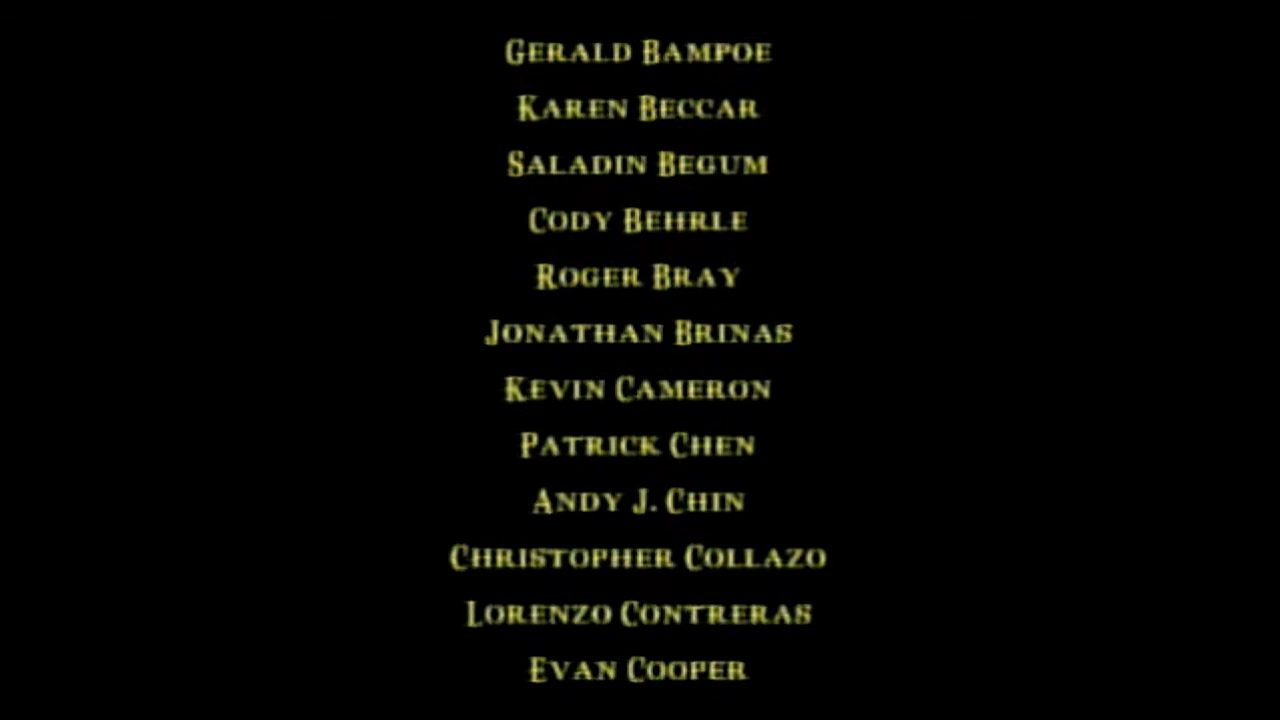 Gerald Bampoe
Karen Beccar
Saladin Begum
Cody Behrle
Roger Bray
Jonathan Brinas
Kevin Cameron
Patrick Chen
Andy J. Chin
Christopher Collazo
Lorenzo Contreras
Evan Cooper